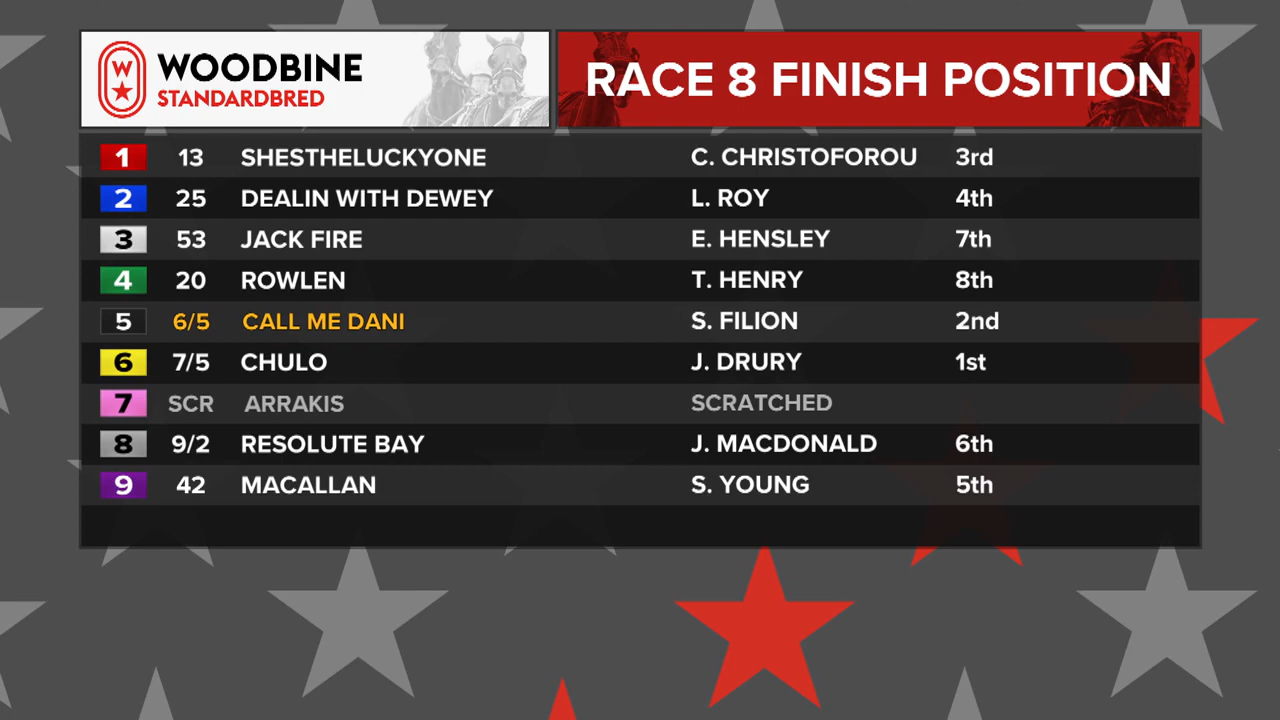 W
WOODBINE
STANDARDBRED
RACE 8 FINISH POSITION
1 13 SHESTHELUCKYONE C. CHRISTOFOROU 3rd
2 25 DEALIN WITH DEWEY L. ROY 4th
3 53 JACK FIRE E. HENSLEY 7th
4 20 ROWLEN T. HENRY 8th
5 6/5 CALL ME DANI S. FILION 2nd
6 7/5 CHULO J. DRURY 1st
7 SCR ARRAKIS SCRATCHED
8 9/2 RESOLUTE BAY J. MACDONALD 6th
9 42 MACALLAN S. YOUNG 5th